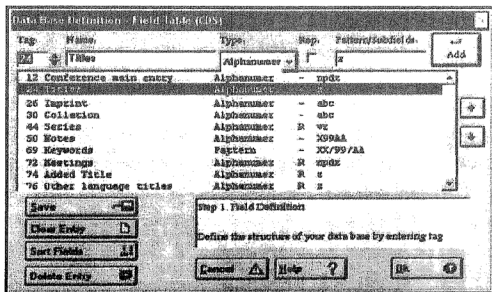 Data Base Definition - Field Table (CDS)
Tag. Name. Type. Rep. Pattern/Subfields.
24 Titles Alphanumer z Add
12 Conference main entry Alphanumer - npdz
26 Imprint Alphanumer - abc
30 Colletion Alphanumer - abc
44 Series Alphanumer R vz
50 Notes Alphanumer - X99AA
69 Keywords Pattern - XX/99/AA
72 Meetings Alphanumer R npdz
74 Added Title Alphanumer R z
76 Other language titles Alphanumer R z
Save
Clear Entry
Sort Fields
Delete Entry
Step 1. Field Definition
Define the structure of your data base by entering tag
Cancel Help Ok